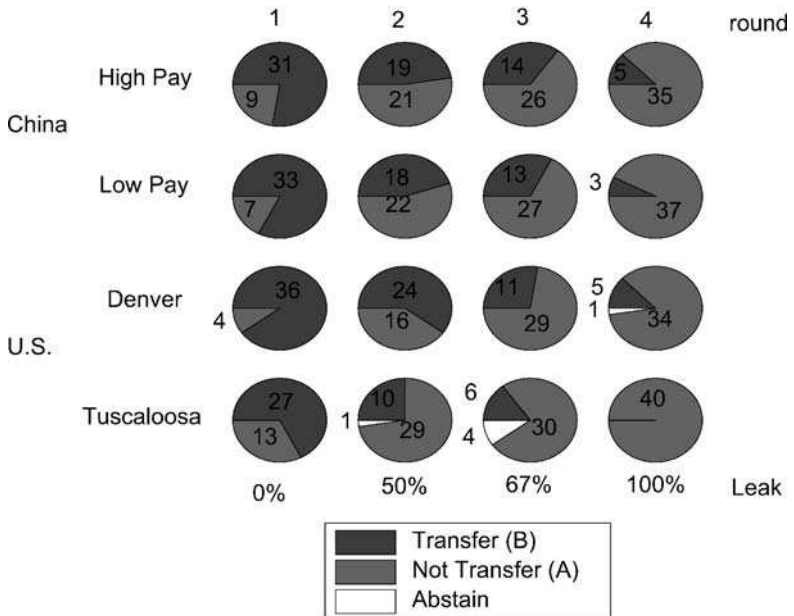 1 2 3 4 round
High Pay 31 9 19 21 14 26 5 35
China
Low Pay 33 7 18 22 13 27 3 37
Denver 36 4 24 16 11 29 5 1 34
U.S.
Tuscaloosa 27 13 10 1 29 6 4 30 40
0% 50% 67% 100% Leak
Transfer (B)
Not Transfer (A)
Abstain